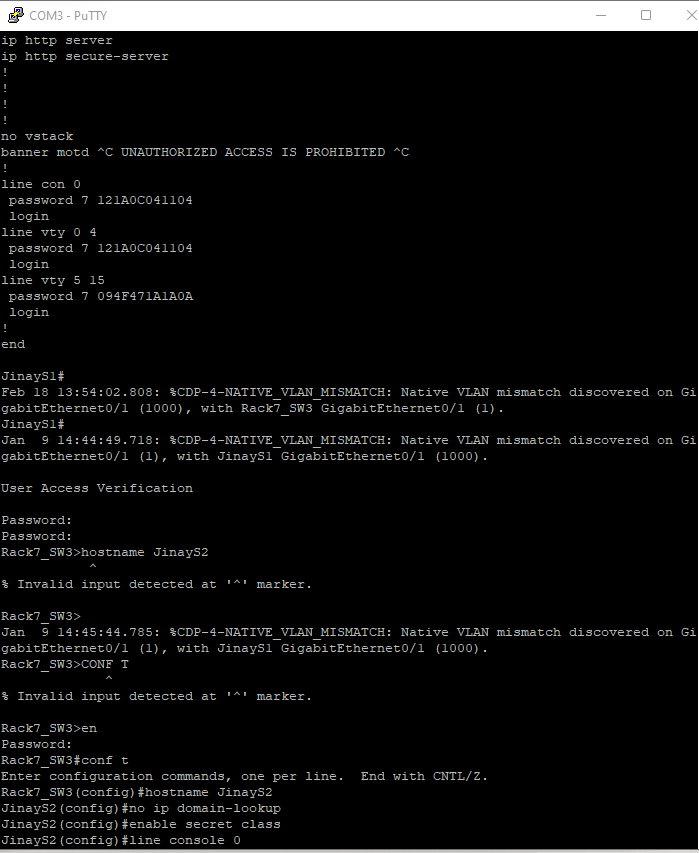 COM3 - PuTTY
ip http server
ip http secure-server
!
!
!
!
no vstack
banner motd ^C UNAUTHORIZED ACCESS IS PROHIBITED ^C
!
line con 0
 password 7 121A0C041104
 login
line vty 0 4
 password 7 121A0C041104
 login
line vty 5 15
 password 7 094F471A1A0A
 login
!
end

JinayS1#
Feb 18 13:54:02.808: %CDP-4-NATIVE_VLAN_MISMATCH: Native VLAN mismatch discovered on Gi
gabitEthernet0/1 (1000), with Rack7_SW3 GigabitEthernet0/1 (1).
JinayS1#
Jan  9 14:44:49.718: %CDP-4-NATIVE_VLAN_MISMATCH: Native VLAN mismatch discovered on Gi
gabitEthernet0/1 (1), with JinayS1 GigabitEthernet0/1 (1000).

User Access Verification

Password:
Password:
Rack7_SW3>hostname JinayS2
           ^
% Invalid input detected at '^' marker.

Rack7_SW3>
Jan  9 14:45:44.785: %CDP-4-NATIVE_VLAN_MISMATCH: Native VLAN mismatch discovered on Gi
gabitEthernet0/1 (1), with JinayS1 GigabitEthernet0/1 (1000).
Rack7_SW3>CONF T
             ^
% Invalid input detected at '^' marker.

Rack7_SW3>en
Password:
Rack7_SW3#conf t
Enter configuration commands, one per line.  End with CNTL/Z.
Rack7_SW3(config)#hostname JinayS2
JinayS2(config)#no ip domain-lookup
JinayS2(config)#enable secret class
JinayS2(config)#line console 0